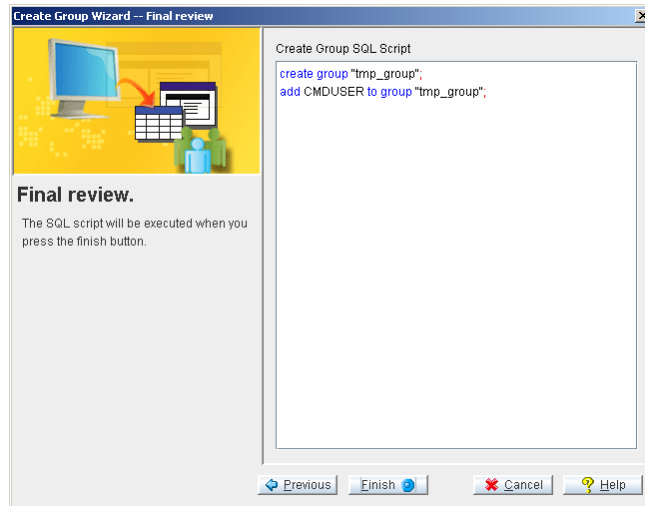 Create Group Wizard -- Final review
Create Group SQL Script
create group "tmp_group";
add CMDUSER to group "tmp_group";
Final review.
The SQL script will be executed when you
press the finish button.
Previous
Finish
Cancel
Help